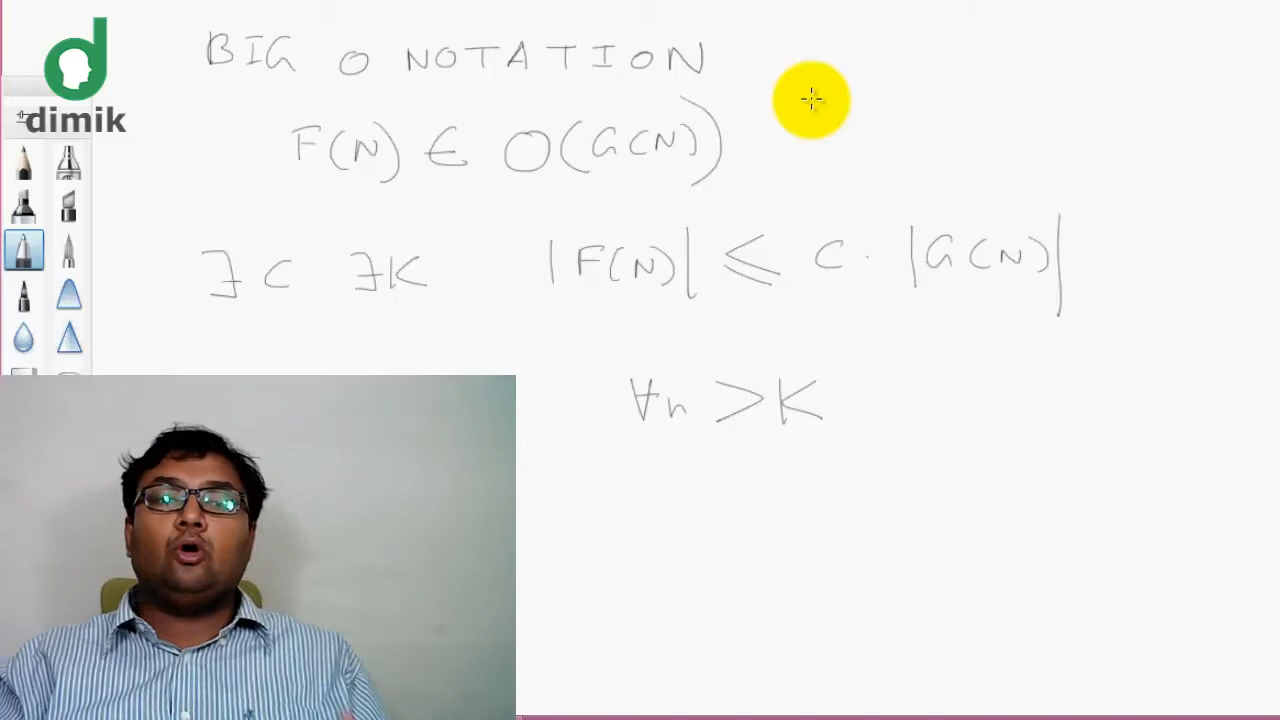 BIG O NOTATION
dimik
F(N) ∈ O(G(N))
∃ C ∃K |F(N)| ≤ C · |G(N)|
∀n > K